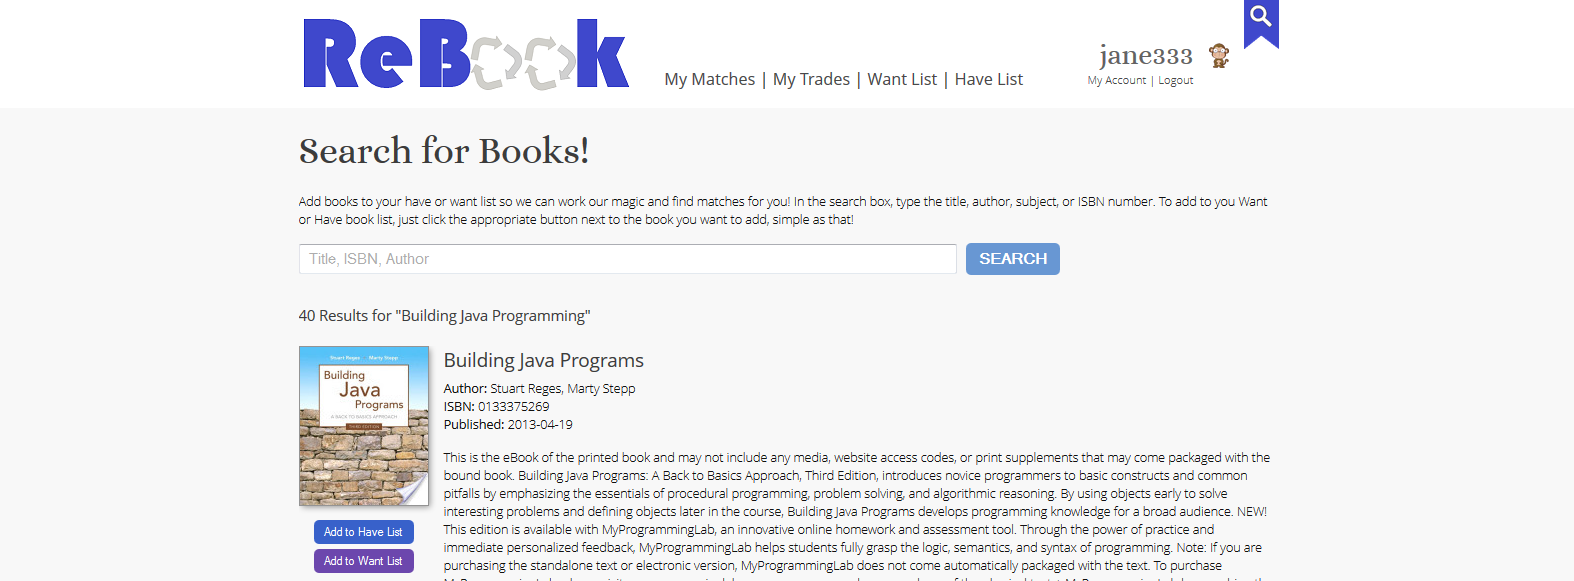 ReBook
My Matches | My Trades | Want List | Have List
jane333
My Account | Logout
Search for Books!
Add books to your have or want list so we can work our magic and find matches for you! In the search box, type the title, author, subject, or ISBN number. To add to you Want
or Have book list, just click the appropriate button next to the book you want to add, simple as that!
Title, ISBN, Author
SEARCH
40 Results for "Building Java Programming"
Stuart Reges Marty Stepp
Building
Java
Programs
A BACK TO BASICS APPROACH
THIRD EDITION
Add to Have List
Add to Want List
Building Java Programs
Author: Stuart Reges, Marty Stepp
ISBN: 0133375269
Published: 2013-04-19
This is the eBook of the printed book and may not include any media, website access codes, or print supplements that may come packaged with the
bound book. Building Java Programs: A Back to Basics Approach, Third Edition, introduces novice programmers to basic constructs and common
pitfalls by emphasizing the essentials of procedural programming, problem solving, and algorithmic reasoning. By using objects early to solve
interesting problems and defining objects later in the course, Building Java Programs develops programming knowledge for a broad audience. NEW!
This edition is available with MyProgrammingLab, an innovative online homework and assessment tool. Through the power of practice and
immediate personalized feedback, MyProgrammingLab helps students fully grasp the logic, semantics, and syntax of programming. Note: If you are
purchasing the standalone text or electronic version, MyProgrammingLab does not come automatically packaged with the text. To purchase